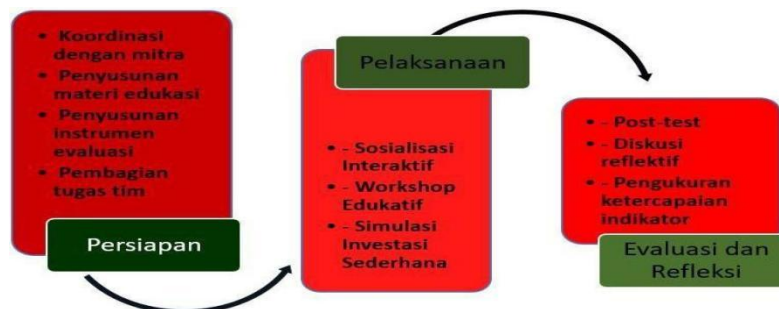 • Koordinasi
dengan mitra
• Penyusunan
materi edukasi
• Penyusunan
instrumen
evaluasi
• Pembagian
tugas tim
Persiapan
Pelaksanaan
• - Sosialisasi
Interaktif
• - Workshop
Edukatif
• - Simulasi
Investasi
Sederhana
• - Post-test
• - Diskusi
reflektif
• - Pengukuran
ketercapaian
indikator
Evaluasi dan
Refleksi